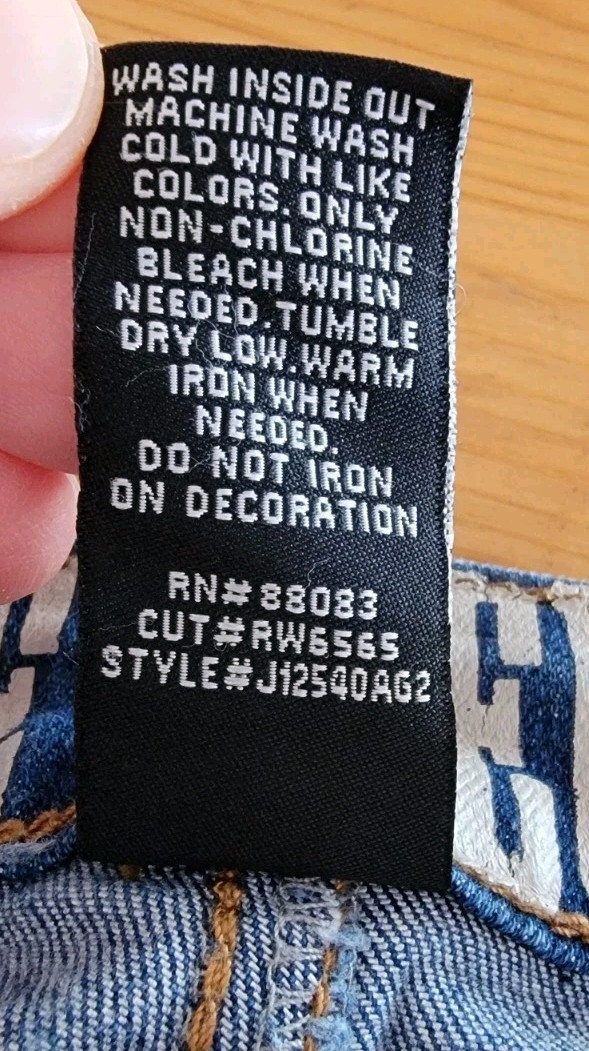 WASH INSIDE OUT
MACHINE WASH
COLD WITH LIKE
COLORS. ONLY
NON-CHLORINE
BLEACH WHEN
NEEDED. TUMBLE
DRY LOW. WARM
IRON WHEN
NEEDED.
DO NOT IRON
ON DECORATION
RN# 88083
CUT#RW6565
STYLE#J12540AG2